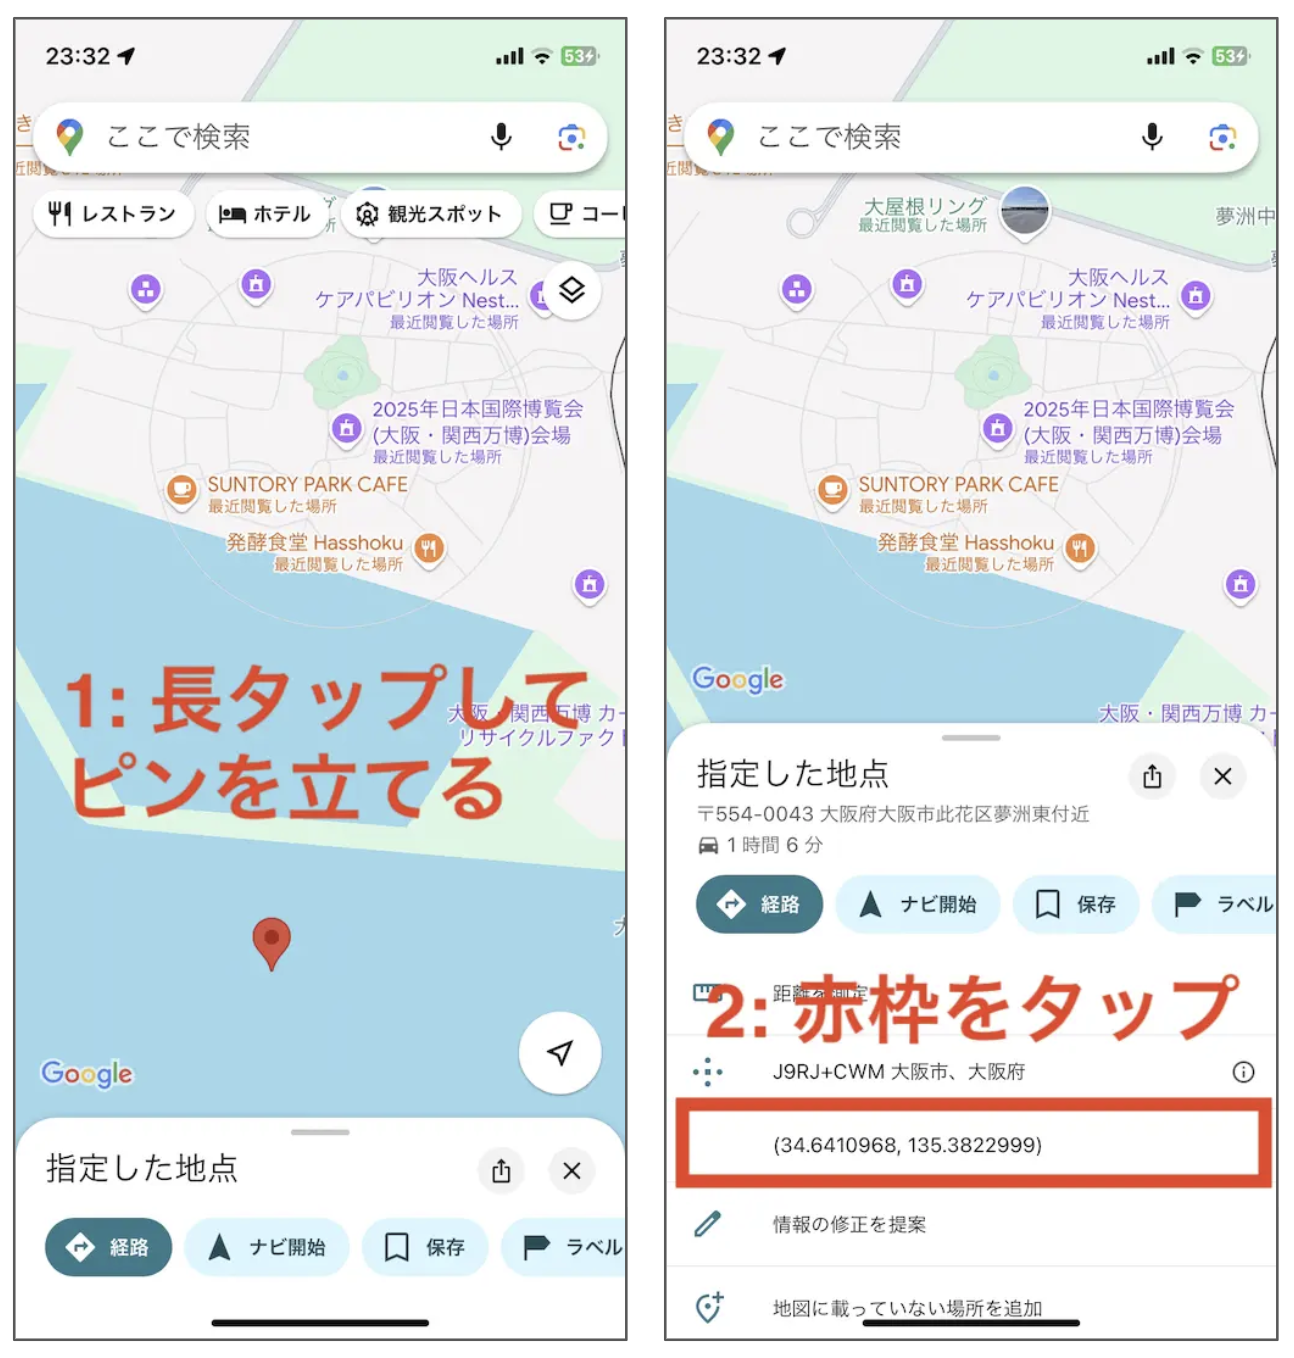 23:32
53
ここで検索
き
近閲覧した場所
レストラン
ホテル
観光スポット
コー
大阪ヘルス
ケアパビリオン Nest...
最近閲覧した場所
2025年日本国際博覧会
(大阪・関西万博)会場
最近閲覧した場所
SUNTORY PARK CAFE
最近閲覧した場所
発酵食堂 Hasshoku
最近閲覧した場所
1: 長タップして
ピンを立てる
大阪・関西万博 カー
リサイクルファクト
Google
指定した地点
経路
ナビ開始
保存
ラベル
23:32
53
ここで検索
き
近閲覧した場所
大屋根リング
最近閲覧した場所
夢洲中
大阪ヘルス
ケアパビリオン Nest...
最近閲覧した場所
2025年日本国際博覧会
(大阪・関西万博)会場
最近閲覧した場所
SUNTORY PARK CAFE
最近閲覧した場所
発酵食堂 Hasshoku
最近閲覧した場所
Google
大阪・関西万博 カー
指定した地点
〒554-0043 大阪府大阪市此花区夢洲東付近
1 時間 6 分
経路
ナビ開始
保存
ラベル
距離を測定
2: 赤枠をタップ
J9RJ+CWM 大阪市、大阪府
(34.6410968, 135.3822999)
情報の修正を提案
地図に載っていない場所を追加